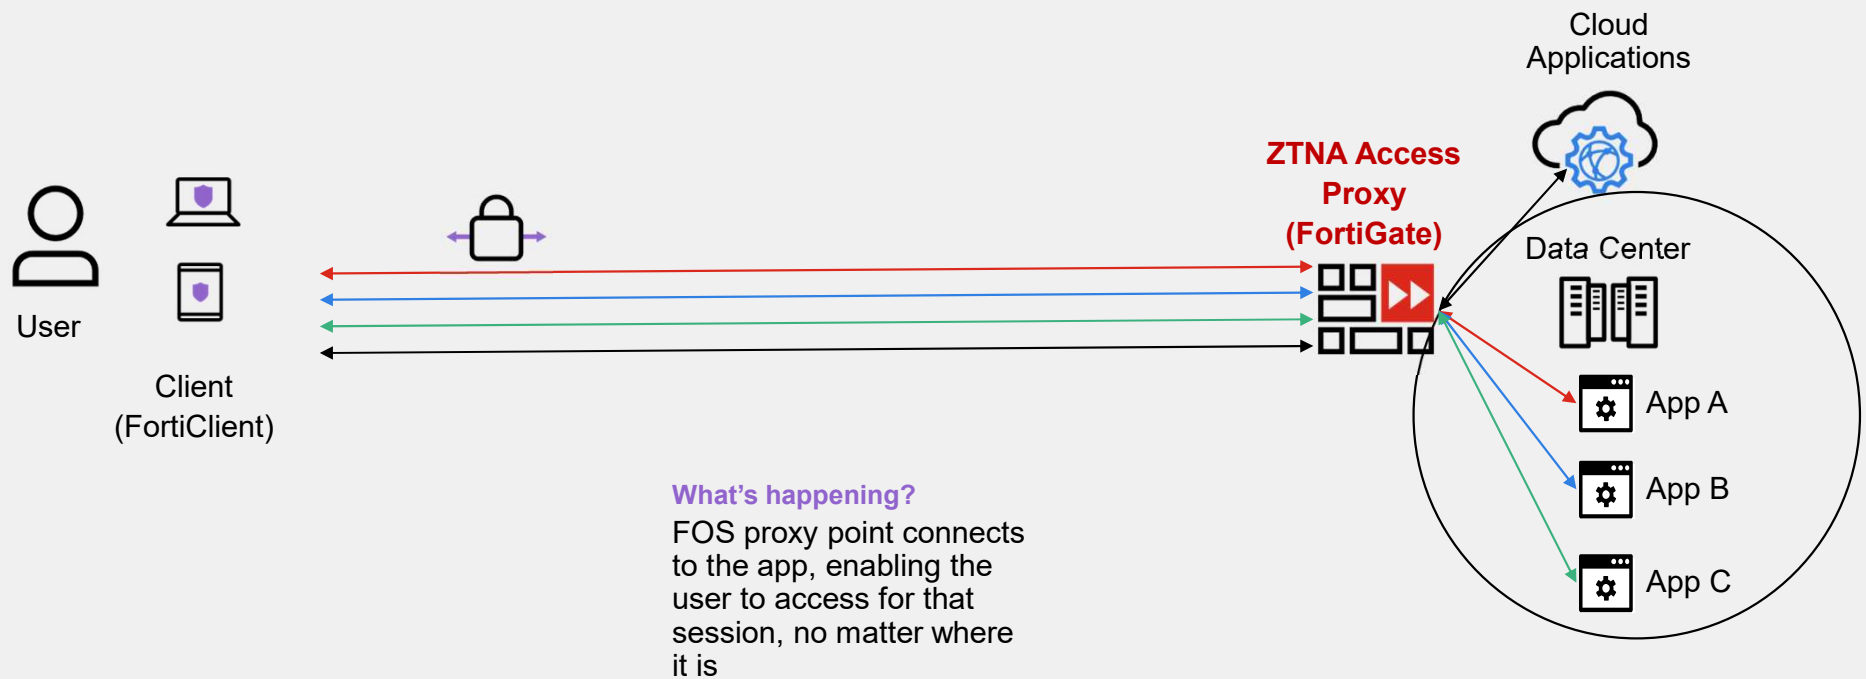 Cloud
Applications
ZTNA Access
Proxy
(FortiGate)
User
Client
(FortiClient)
Data Center
App A
App B
App C
What’s happening?
FOS proxy point connects
to the app, enabling the
user to access for that
session, no matter where
it is